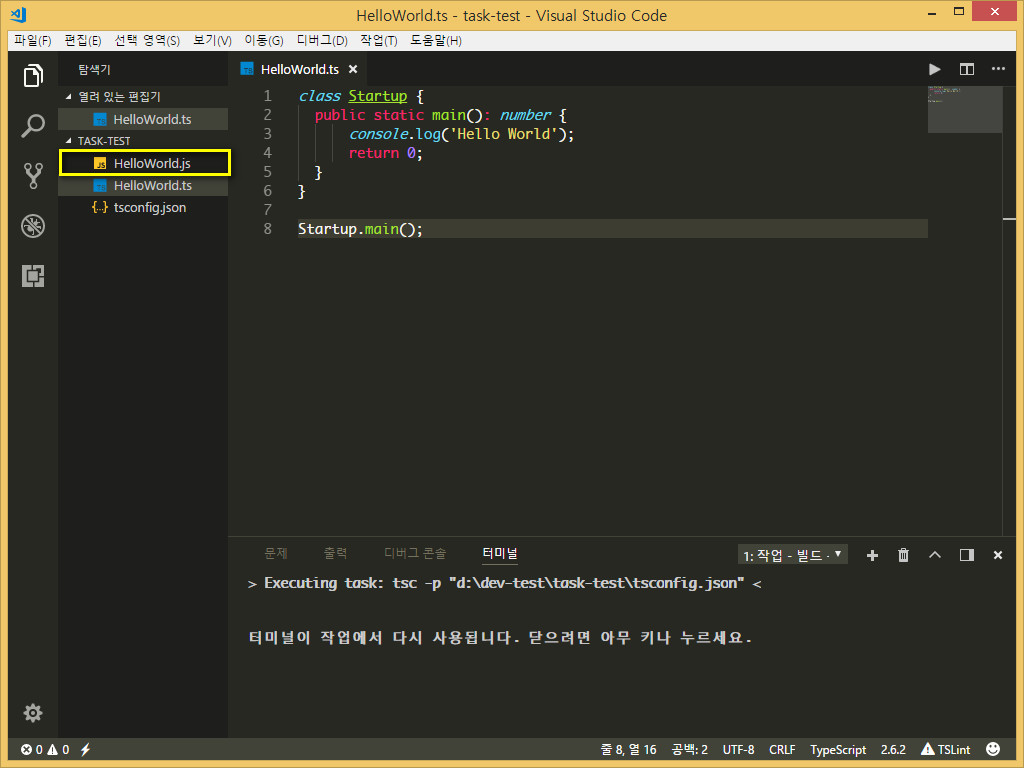 HelloWorld.ts - task-test - Visual Studio Code
파일(F) 편집(E) 선택 영역(S) 보기(V) 이동(G) 디버그(D) 작업(T) 도움말(H)
탐색기
열려 있는 편집기
HelloWorld.ts
TASK-TEST
JS HelloWorld.js
HelloWorld.ts
{..} tsconfig.json
HelloWorld.ts
1 class Startup {
2 public static main(): number {
3 console.log('Hello World');
4 return 0;
5 }
6 }
7
8 Startup.main();
문제 출력 디버그 콘솔 터미널 1: 작업 - 빌드 -
> Executing task: tsc -p "d:\dev-test\task-test\tsconfig.json" <
터미널이 작업에서 다시 사용됩니다. 닫으려면 아무 키나 누르세요.
0 0 줄 8, 열 16 공백: 2 UTF-8 CRLF TypeScript 2.6.2 TSLint